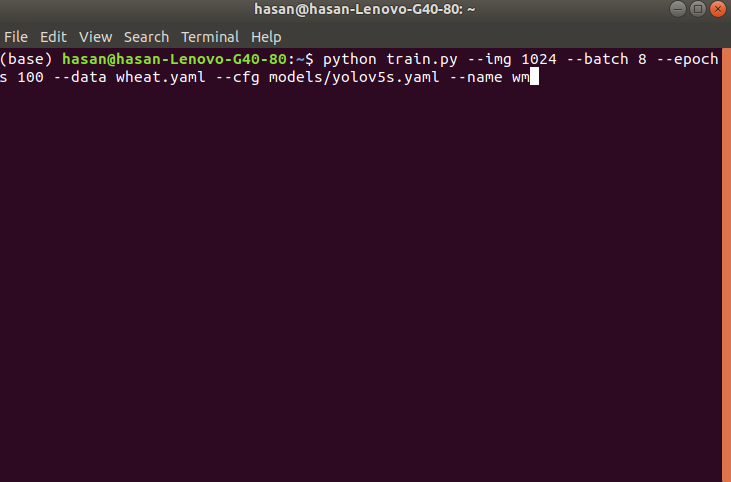 hasan@hasan-Lenovo-G40-80: ~
File Edit View Search Terminal Help
(base) hasan@hasan-Lenovo-G40-80:~$ python train.py --img 1024 --batch 8 --epoch
s 100 --data wheat.yaml --cfg models/yolov5s.yaml --name wm